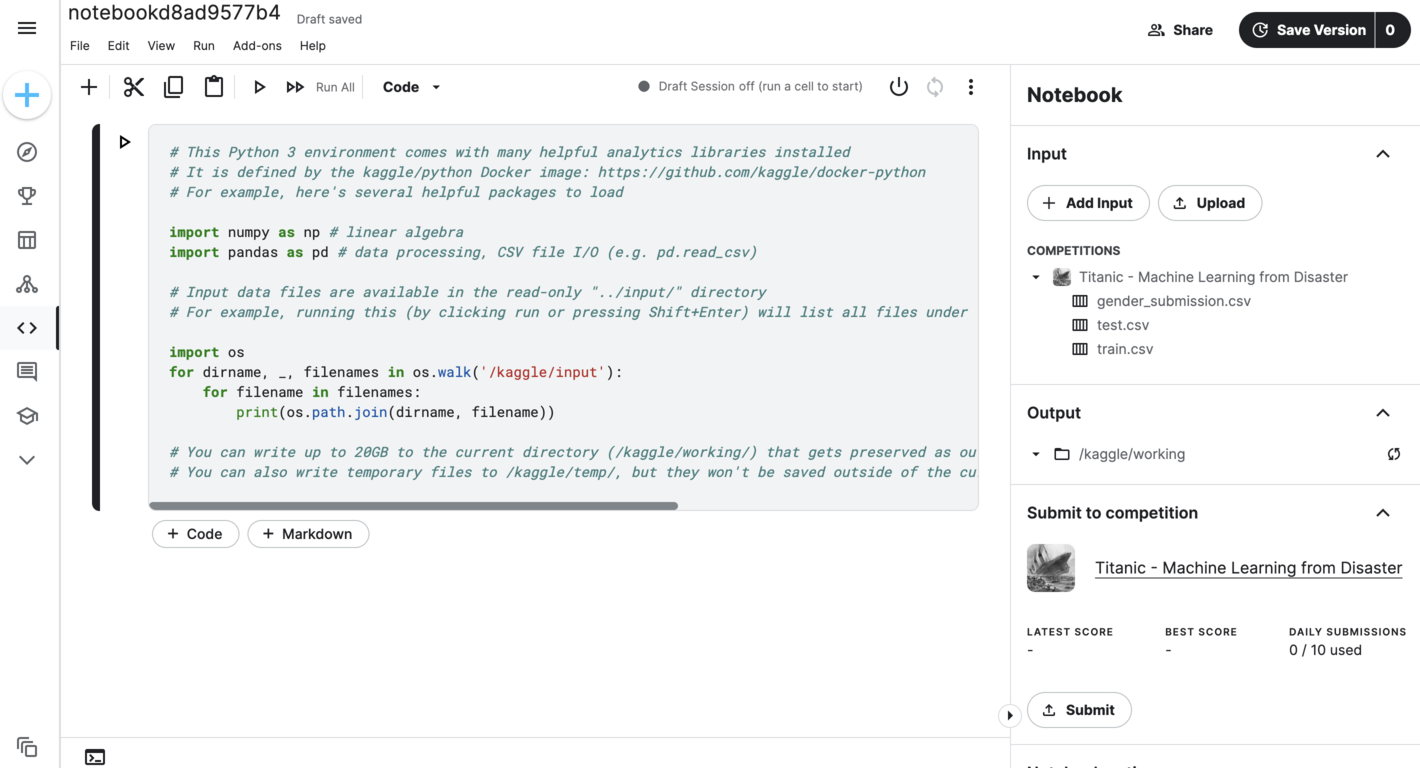 notebookd8ad9577b4
Draft saved
File Edit View Run Add-ons Help
Share
Save Version 0
Run All
Code
Draft Session off (run a cell to start)
# This Python 3 environment comes with many helpful analytics libraries installed
# It is defined by the kaggle/python Docker image: https://github.com/kaggle/docker-python
# For example, here's several helpful packages to load
import numpy as np # linear algebra
import pandas as pd # data processing, CSV file I/O (e.g. pd.read_csv)
# Input data files are available in the read-only "../input/" directory
# For example, running this (by clicking run or pressing Shift+Enter) will list all files under
import os
for dirname, _, filenames in os.walk('/kaggle/input'):
    for filename in filenames:
        print(os.path.join(dirname, filename))
# You can write up to 20GB to the current directory (/kaggle/working/) that gets preserved as ou
# You can also write temporary files to /kaggle/temp/, but they won't be saved outside of the cu
+ Code
+ Markdown
Notebook
Input
+ Add Input
Upload
COMPETITIONS
Titanic - Machine Learning from Disaster
gender_submission.csv
test.csv
train.csv
Output
/kaggle/working
Submit to competition
Titanic - Machine Learning from Disaster
LATEST SCORE BEST SCORE DAILY SUBMISSIONS
- - 0 / 10 used
Submit